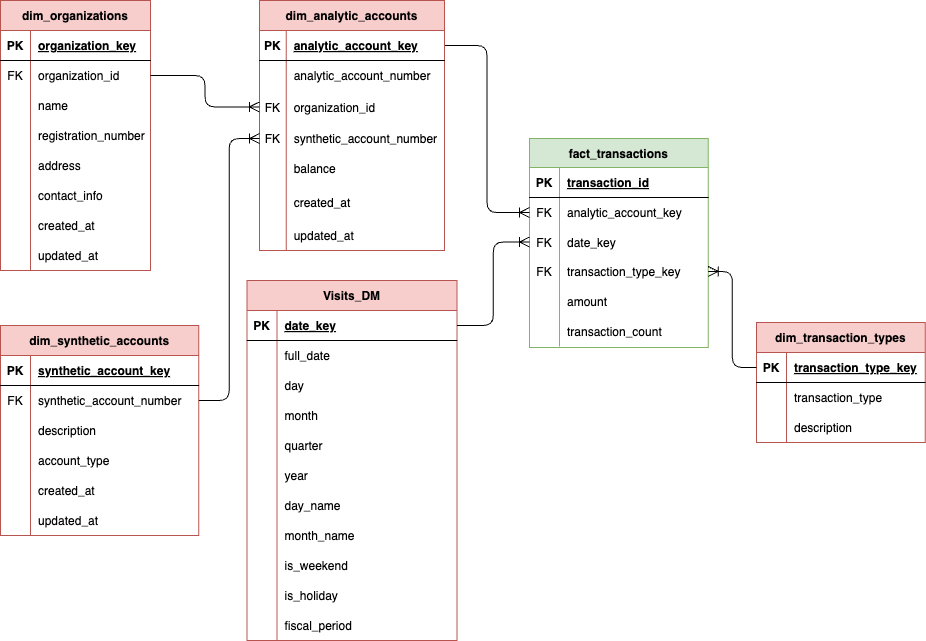 dim_organizations
PK organization_key
FK organization_id
name
registration_number
address
contact_info
created_at
updated_at
dim_analytic_accounts
PK analytic_account_key
analytic_account_number
FK organization_id
FK synthetic_account_number
balance
created_at
updated_at
fact_transactions
PK transaction_id
FK analytic_account_key
FK date_key
FK transaction_type_key
amount
transaction_count
dim_synthetic_accounts
PK synthetic_account_key
FK synthetic_account_number
description
account_type
created_at
updated_at
Visits_DM
PK date_key
full_date
day
month
quarter
year
day_name
month_name
is_weekend
is_holiday
fiscal_period
dim_transaction_types
PK transaction_type_key
transaction_type
description